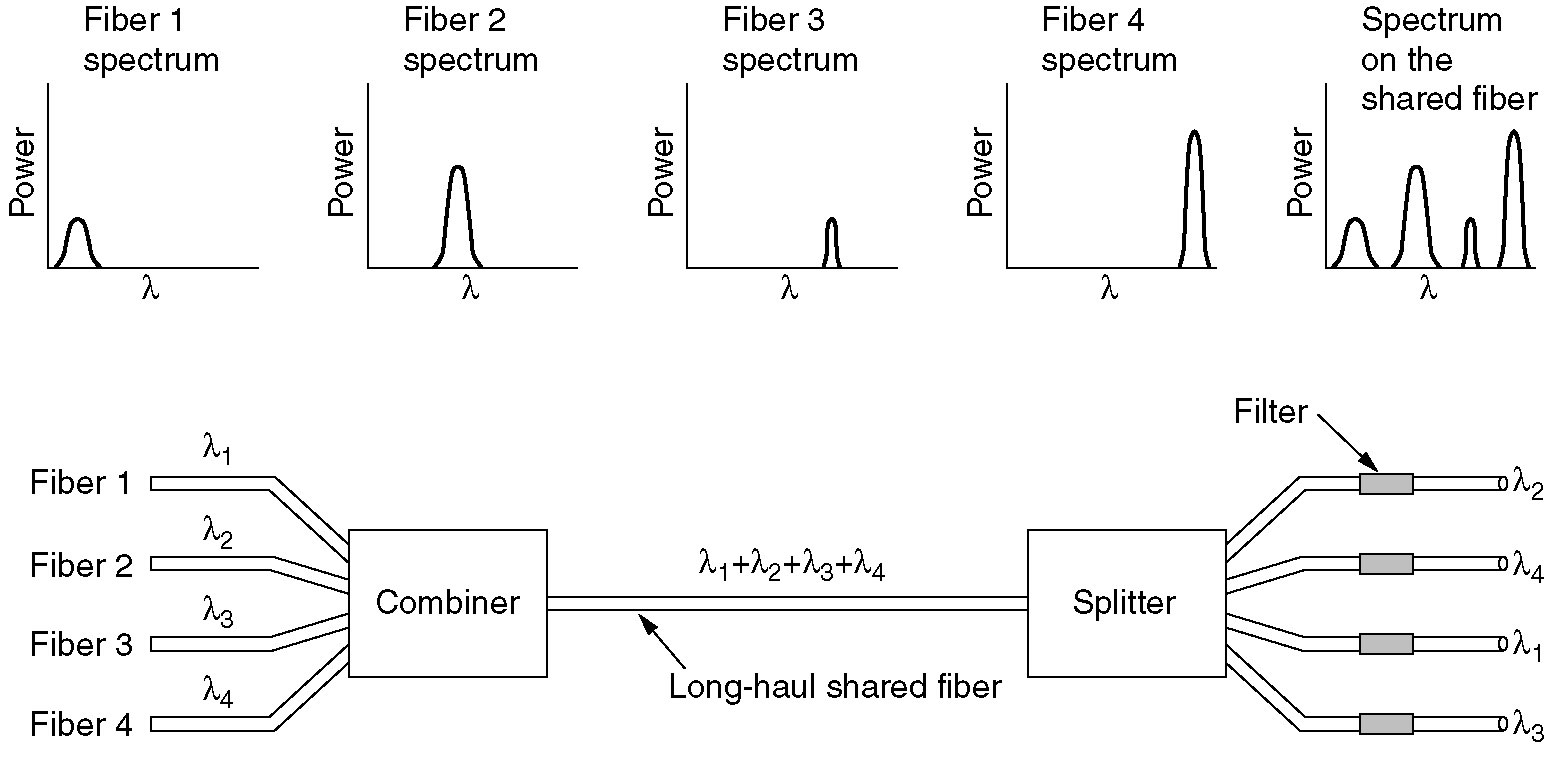 Fiber 1
spectrum
Fiber 2
spectrum
Fiber 3
spectrum
Fiber 4
spectrum
Spectrum
on the
shared fiber
Power
λ
Power
λ
Power
λ
Power
λ
Power
λ
Filter
Fiber 1
λ1
Fiber 2
λ2
Fiber 3
λ3
Fiber 4
λ4
Combiner
λ1+λ2+λ3+λ4
Long-haul shared fiber
Splitter
λ2
λ4
λ1
λ3